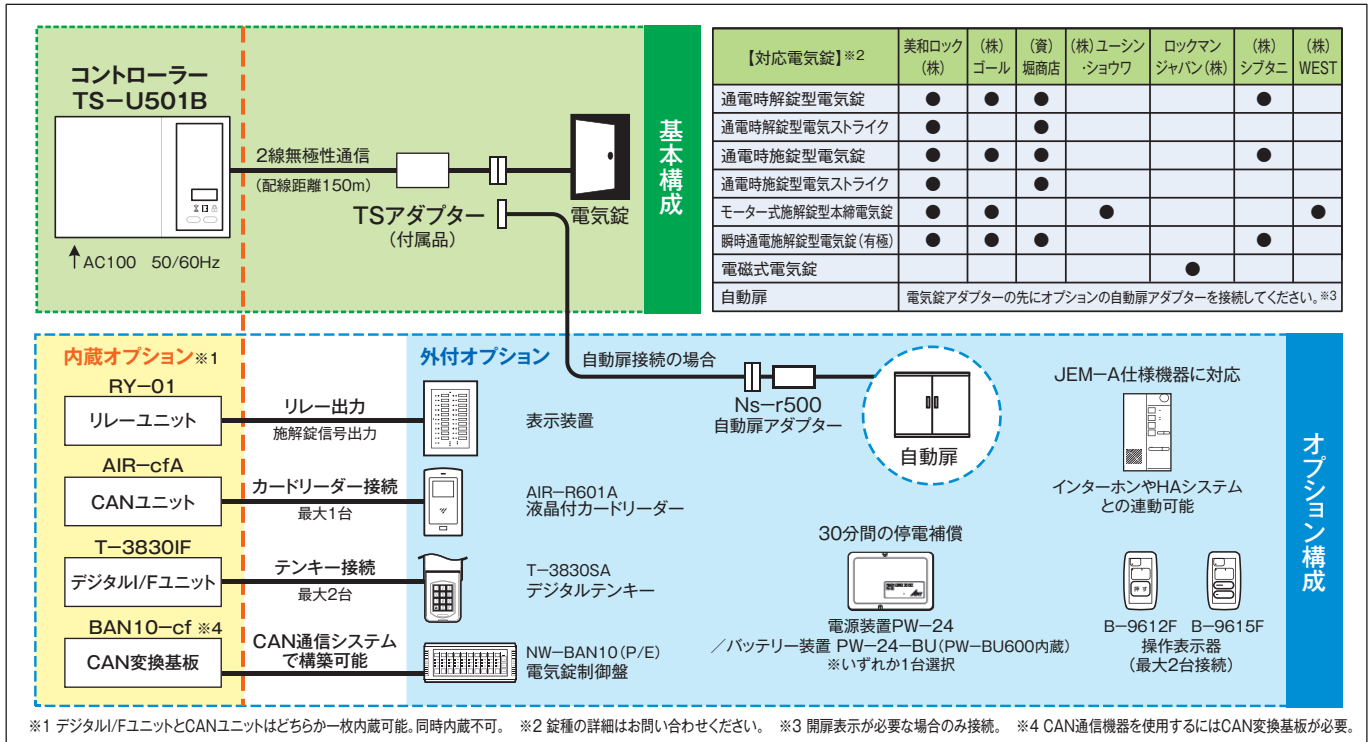 コントローラー
TS−U501B
2線無極性通信
(配線距離150m)
TSアダプター
(付属品)
電気錠
AC100 50/60Hz
基本構成
【対応電気錠】※2 美和ロック(株) (株)ゴール (資)堀商店 (株)ユーシン・ショウワ ロックマンジャパン(株) (株)シブタニ (株)WEST
通電時解錠型電気錠 ● ● ● ●
通電時解錠型電気ストライク ● ●
通電時施錠型電気錠 ● ● ● ●
通電時施錠型電気ストライク ● ●
モーター式施解錠型本締電気錠 ● ● ● ●
瞬時通電施解錠型電気錠(有極) ● ● ● ●
電磁式電気錠 ●
自動扉 電気錠アダプターの先にオプションの自動扉アダプターを接続してください。※3
内蔵オプション※1
RY−01
リレーユニット
AIR−cfA
CANユニット
T−3830IF
デジタルI/Fユニット
BAN10−cf ※4
CAN変換基板
リレー出力
施解錠信号出力
カードリーダー接続
最大1台
テンキー接続
最大2台
CAN通信システム
で構築可能
外付オプション
表示装置
AIR−R601A
液晶付カードリーダー
T−3830SA
デジタルテンキー
NW−BAN10(P/E)
電気錠制御盤
自動扉接続の場合
Ns−r500
自動扉アダプター
自動扉
30分間の停電補償
電源装置PW−24
／バッテリー装置 PW−24−BU(PW−BU600内蔵)
※いずれか1台選択
JEM−A仕様機器に対応
インターホンやHAシステム
との連動可能
押す
B−9612F B−9615F
操作表示器
(最大2台接続)
オプション構成
※1 デジタルI/FユニットとCANユニットはどちらか一枚内蔵可能。同時内蔵不可。 ※2 錠種の詳細はお問い合わせください。 ※3 開扉表示が必要な場合のみ接続。 ※4 CAN通信機器を使用するにはCAN変換基板が必要。